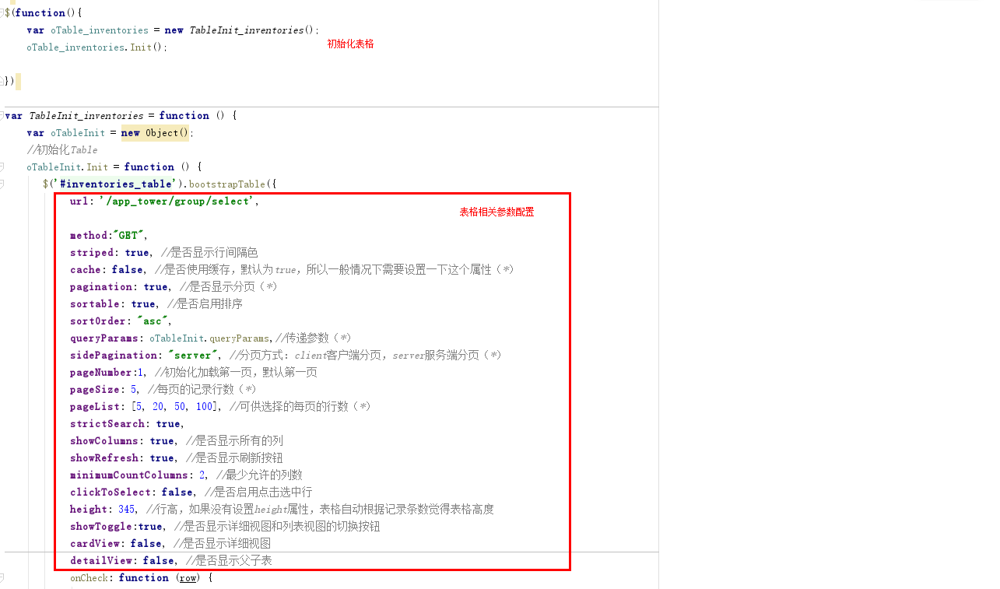 $(function(){
var oTable_inventories = new TableInit_inventories();
初始化表格
oTable_inventories.Init();
})
var TableInit_inventories = function () {
var oTableInit = new Object();
//初始化Table
oTableInit.Init = function () {
$('#inventories_table').bootstrapTable({
url: '/app_tower/group/select',
表格相关参数配置
method:"GET",
striped: true, //是否显示行间隔色
cache: false, //是否使用缓存，默认为true，所以一般情况下需要设置一下这个属性（*）
pagination: true, //是否显示分页（*）
sortable: true, //是否启用排序
sortOrder: "asc",
queryParams: oTableInit.queryParams,//传递参数（*）
sidePagination: "server", //分页方式：client客户端分页，server服务端分页（*）
pageNumber:1, //初始化加载第一页，默认第一页
pageSize: 5, //每页的记录行数（*）
pageList: [5, 20, 50, 100], //可供选择的每页的行数（*）
strictSearch: true,
showColumns: true, //是否显示所有的列
showRefresh: true, //是否显示刷新按钮
minimumCountColumns: 2, //最少允许的列数
clickToSelect: false, //是否启用点击选中行
height: 345, //行高，如果没有设置height属性，表格自动根据记录条数觉得表格高度
showToggle:true, //是否显示详细视图和列表视图的切换按钮
cardView: false, //是否显示详细视图
detailView: false, //是否显示父子表
onCheck: function (row) {